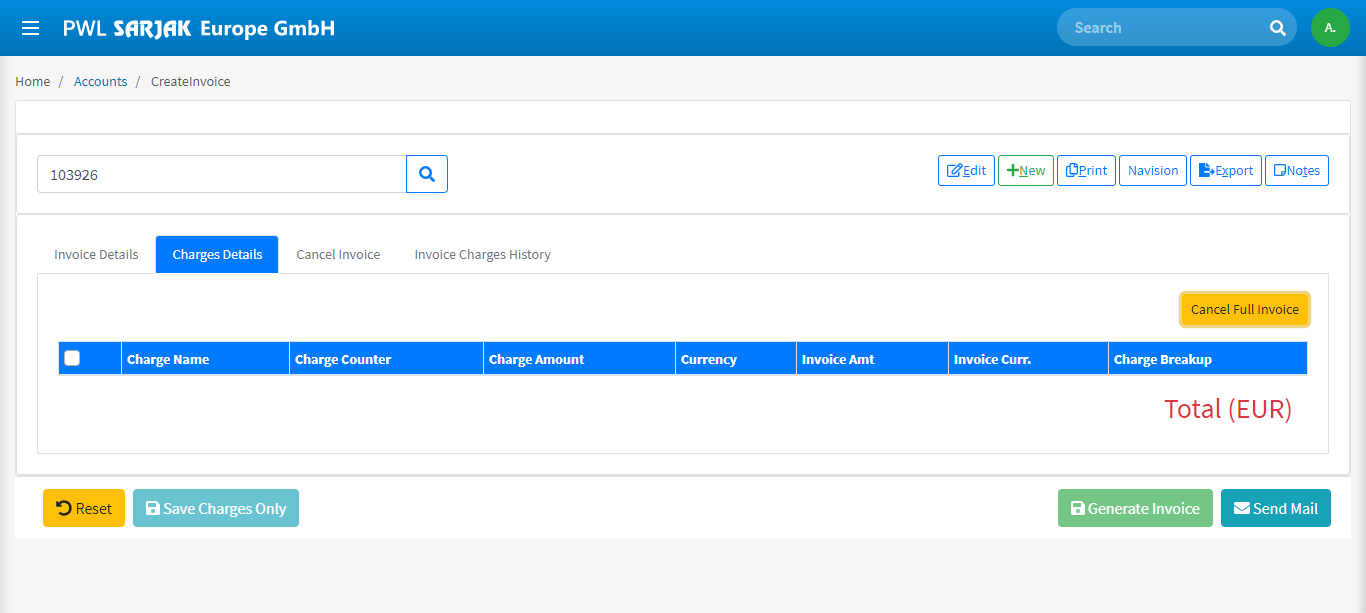 PWL SARJAK Europe GmbH
Search
A.
Home / Accounts / CreateInvoice
103926
Edit New Print Navision Export Notes
Invoice Details Charges Details Cancel Invoice Invoice Charges History
Cancel Full Invoice
Charge Name Charge Counter Charge Amount Currency Invoice Amt Invoice Curr. Charge Breakup
Total (EUR)
Reset Save Charges Only Generate Invoice Send Mail